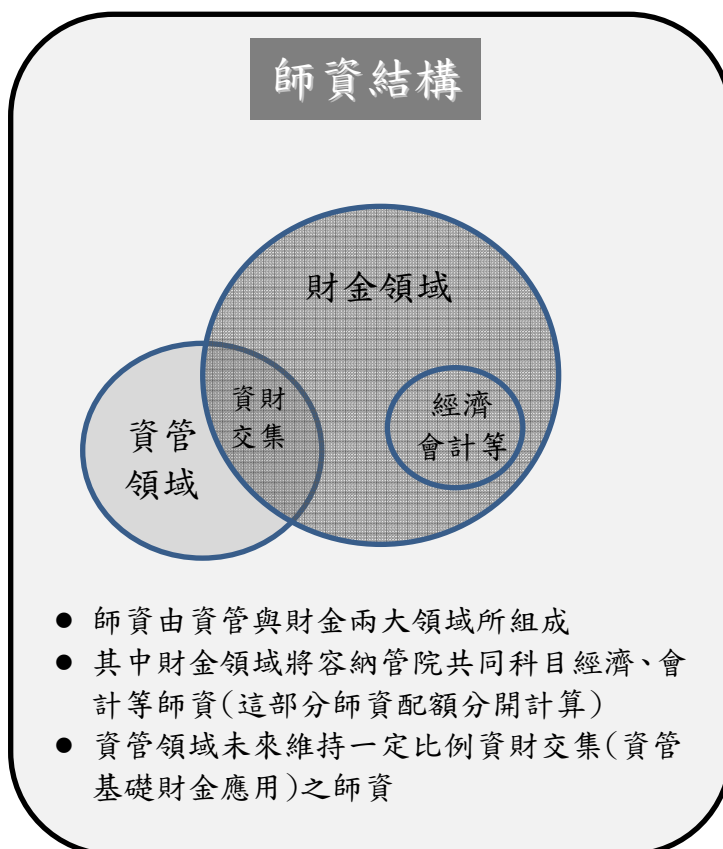 師資結構
財金領域
資財
交集
經濟
會計等
資管
領域
● 師資由資管與財金兩大領域所組成
● 其中財金領域將容納管院共同科目經濟、會
計等師資(這部分師資配額分開計算)
● 資管領域未來維持一定比例資財交集(資管
基礎財金應用)之師資